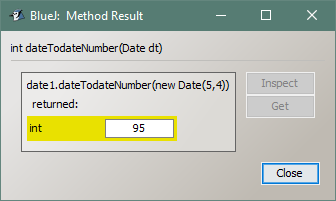 BlueJ: Method Result
int dateTodateNumber(Date dt)
date1.dateTodateNumber(new Date(5,4))
returned:
int 95
Inspect
Get
Close